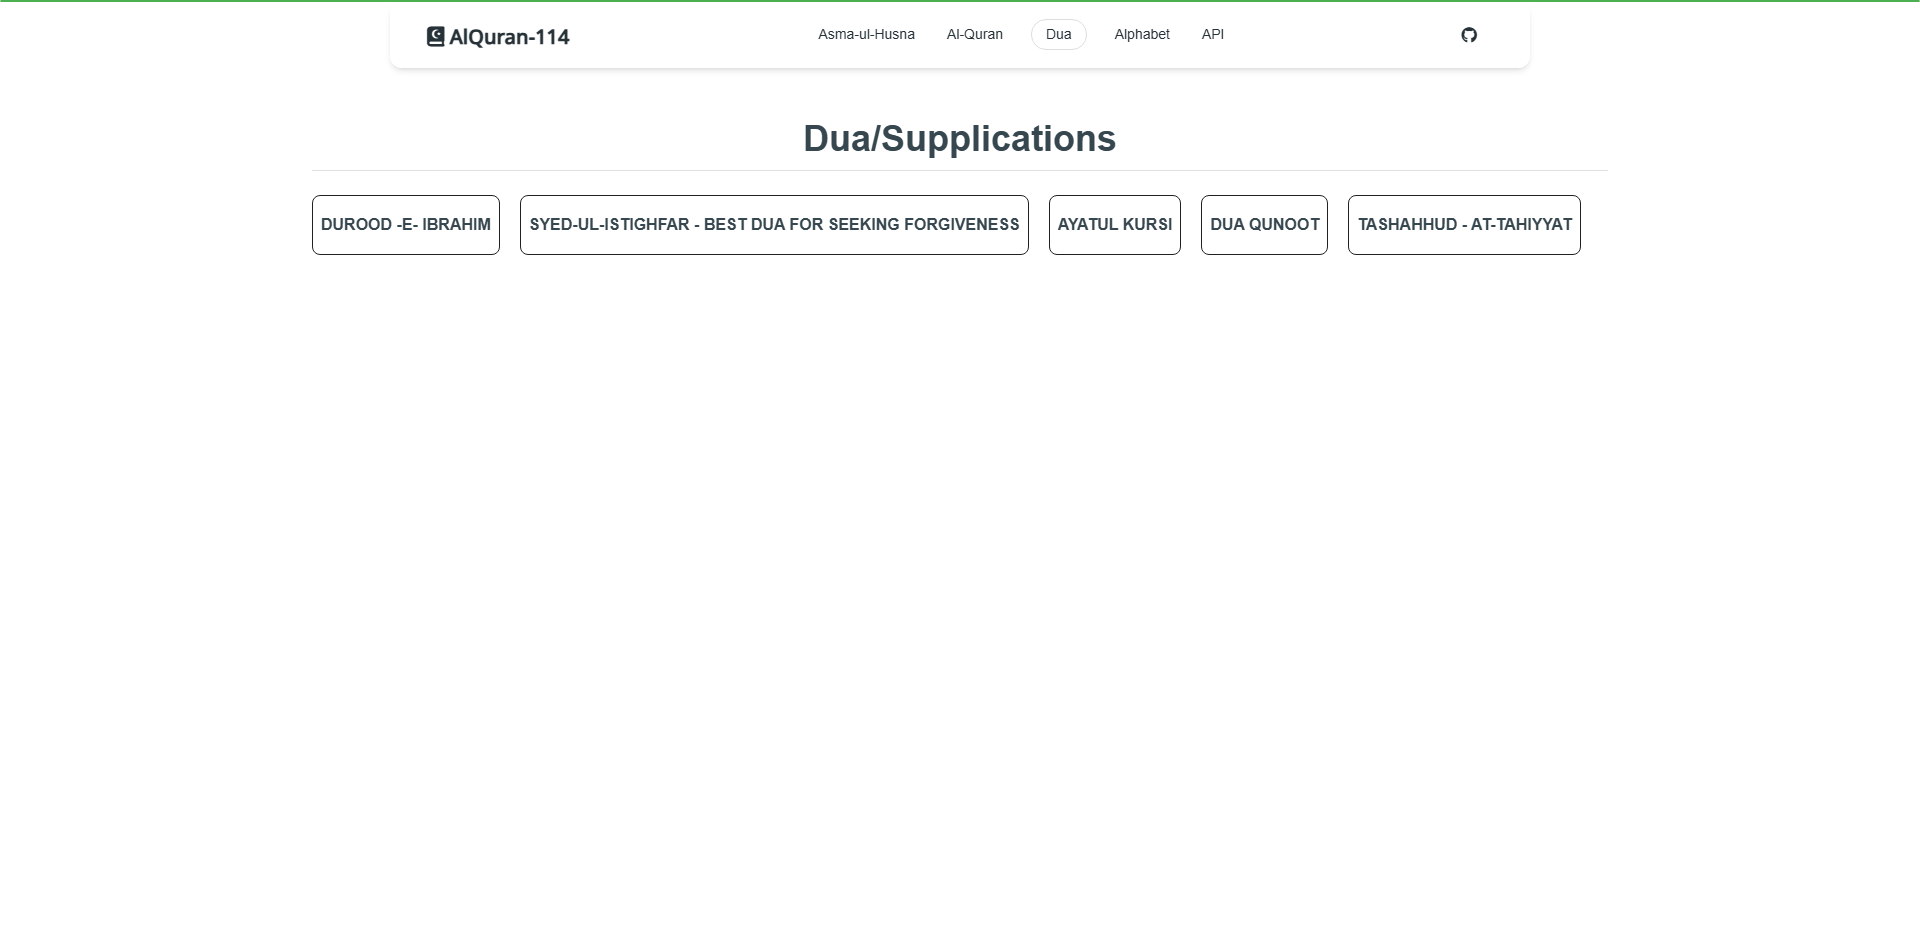 AlQuran-114
Asma-ul-Husna
Al-Quran
Dua
Alphabet
API
Dua/Supplications
DUROOD -E- IBRAHIM
SYED-UL-ISTIGHFAR - BEST DUA FOR SEEKING FORGIVENESS
AYATUL KURSI
DUA QUNOOT
TASHAHHUD - AT-TAHIYYAT